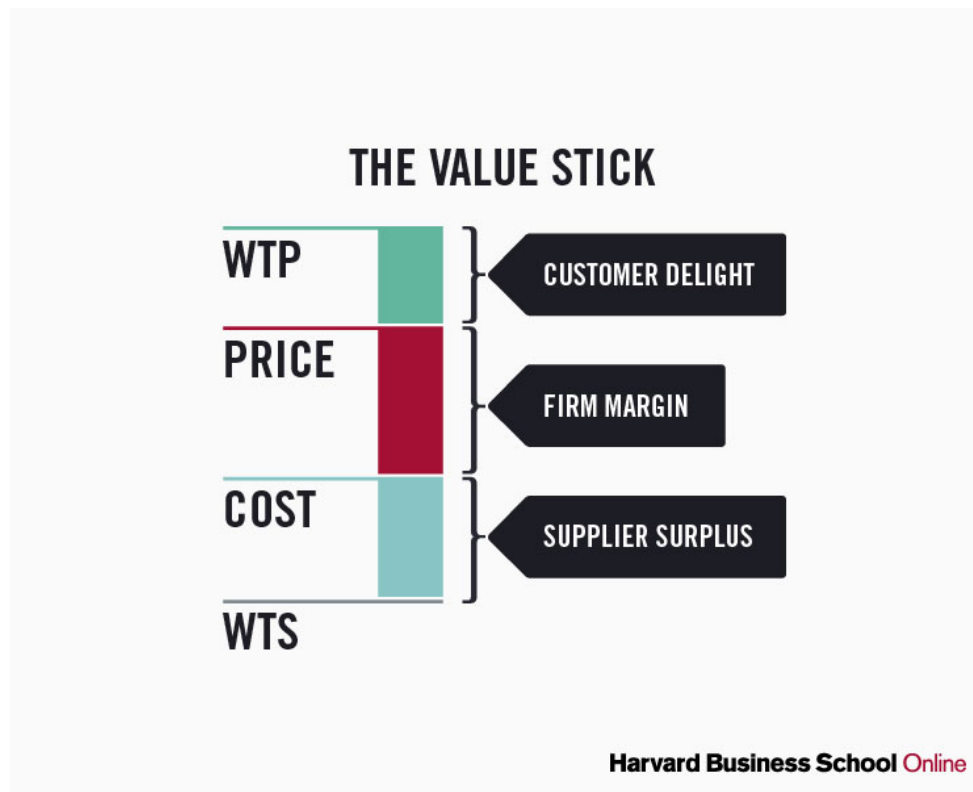 THE VALUE STICK
WTP
CUSTOMER DELIGHT
PRICE
FIRM MARGIN
COST
SUPPLIER SURPLUS
WTS
Harvard Business School Online